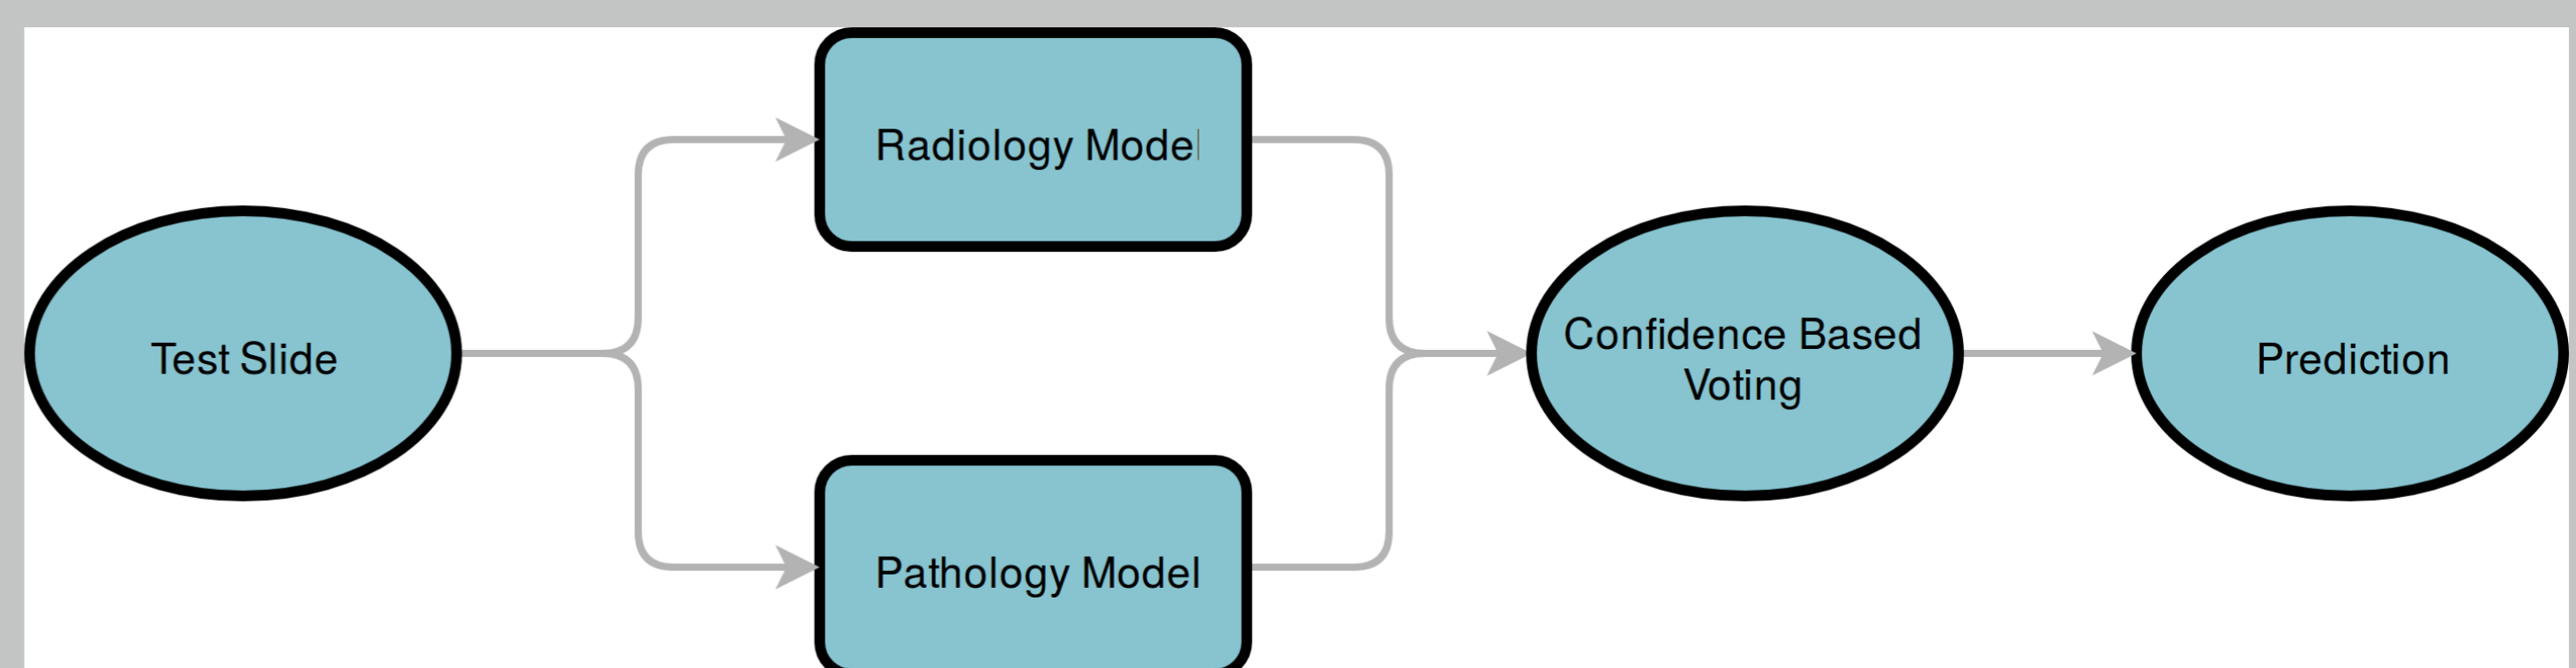 Radiology Model
Test Slide
Confidence Based
Voting
Prediction
Pathology Model